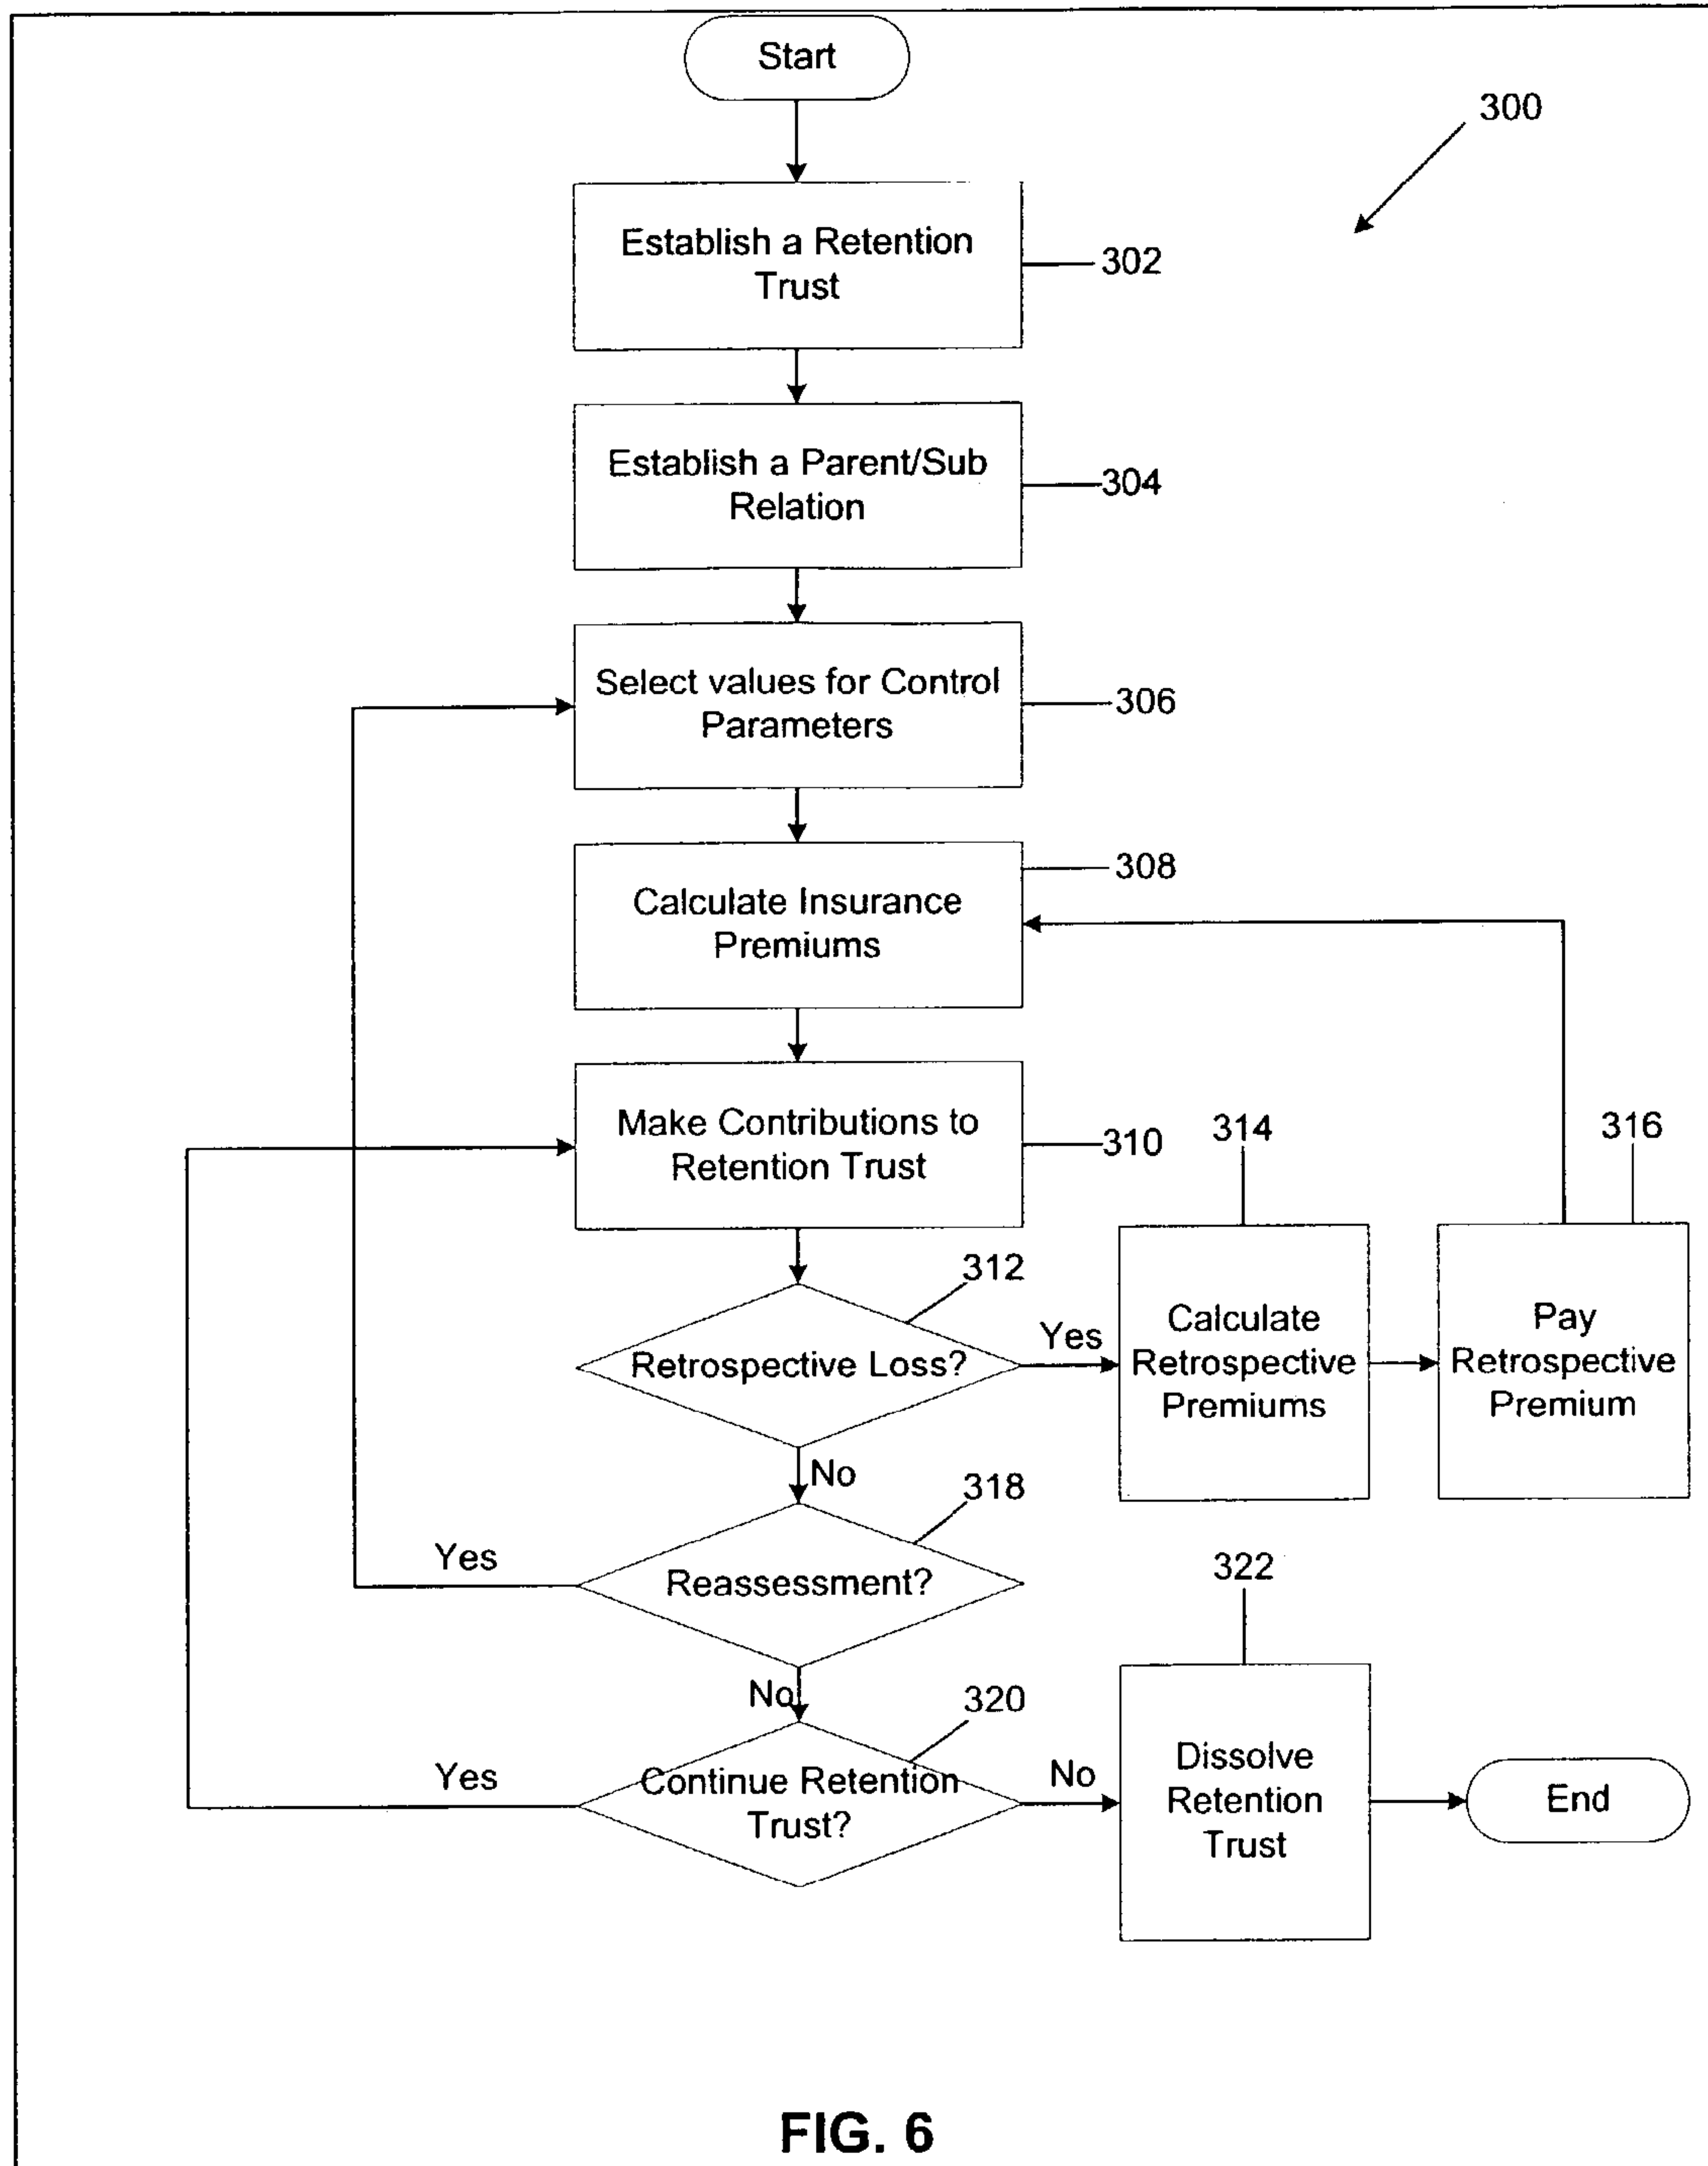 Start
300
Establish a Retention
Trust
302
Establish a Parent/Sub
Relation
304
Select values for Control
Parameters
306
308
Calculate Insurance
Premiums
Make Contributions to
Retention Trust
310
314
316
312
Retrospective Loss?
Yes
Calculate
Retrospective
Premiums
Pay
Retrospective
Premium
No
318
Reassessment?
Yes
322
No
320
Continue Retention
Trust?
Yes
No
Dissolve
Retention
Trust
End
FIG. 6